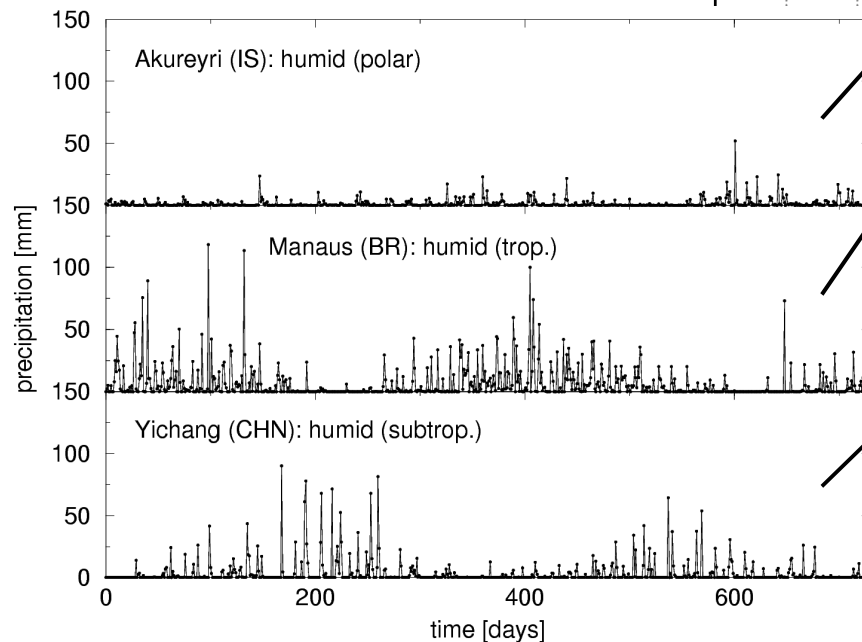 150
Akureyri (IS): humid (polar)
100
50
150
Manaus (BR): humid (trop.)
100
50
150
Yichang (CHN): humid (subtrop.)
100
50
0
precipitation [mm]
0 200 400 600
time [days]